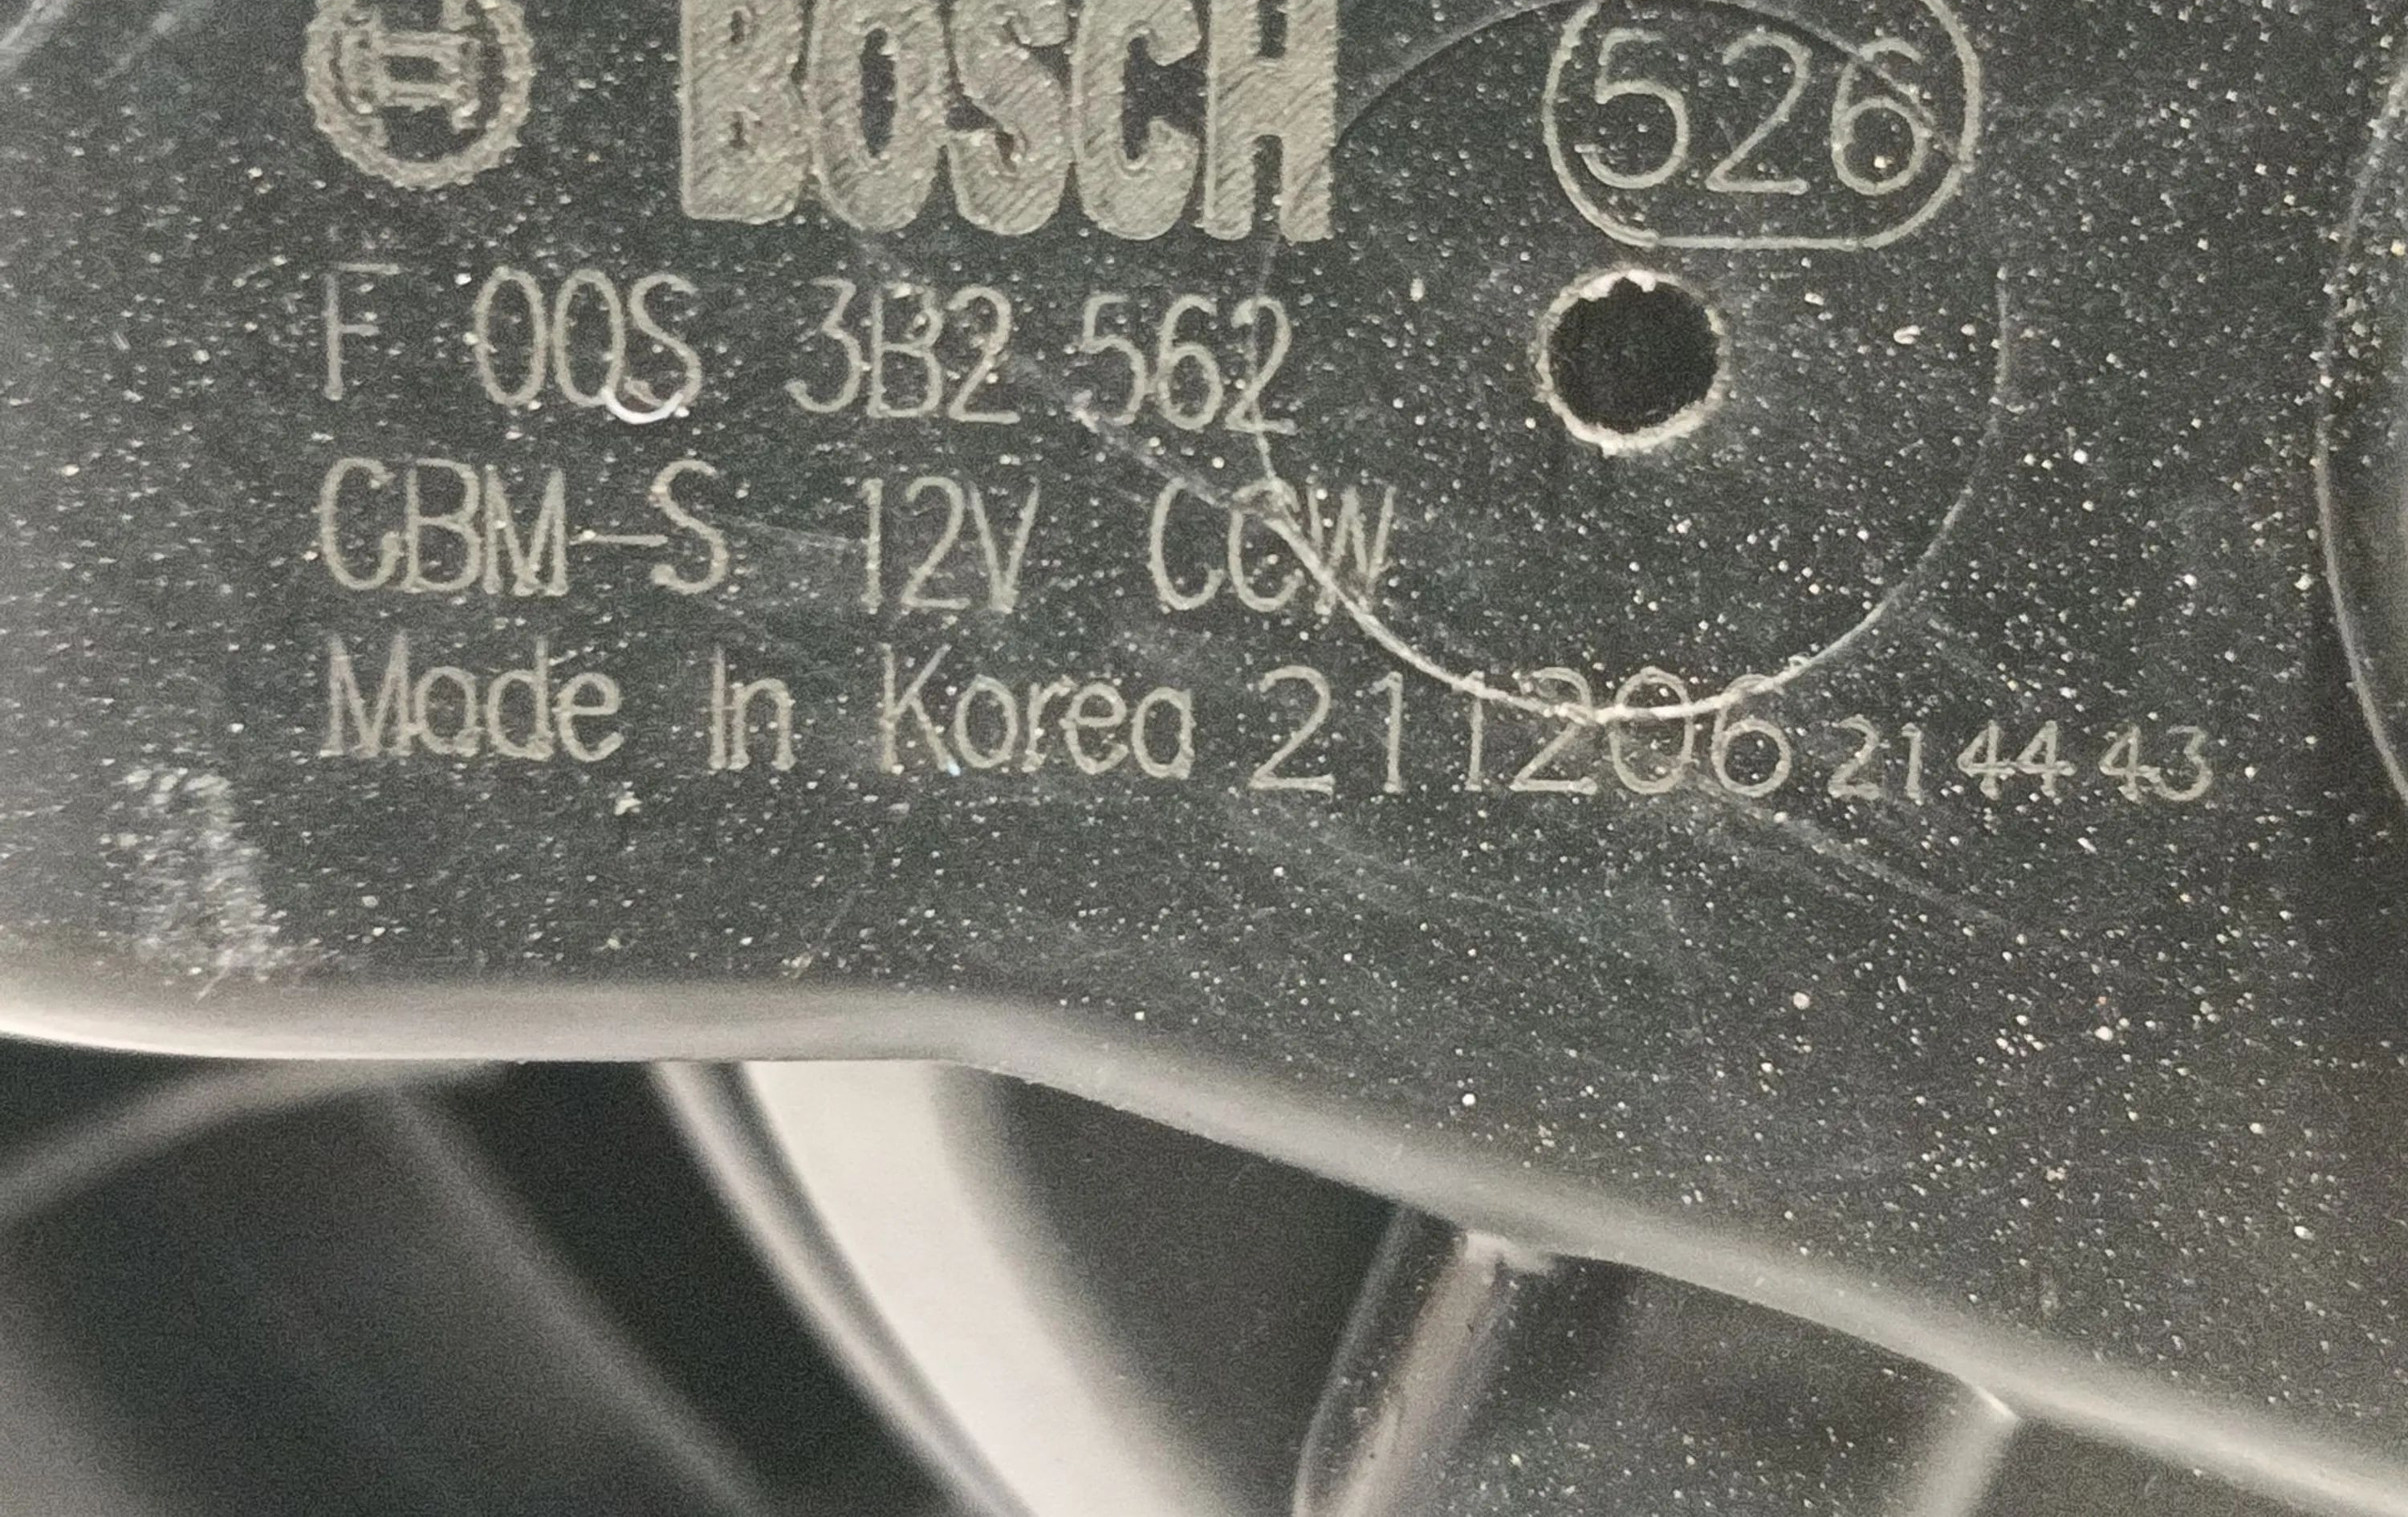 BOSCH 526
F 00S 3B2 562
CBM-S 12V CCW
Made In Korea 211206 21 44 43